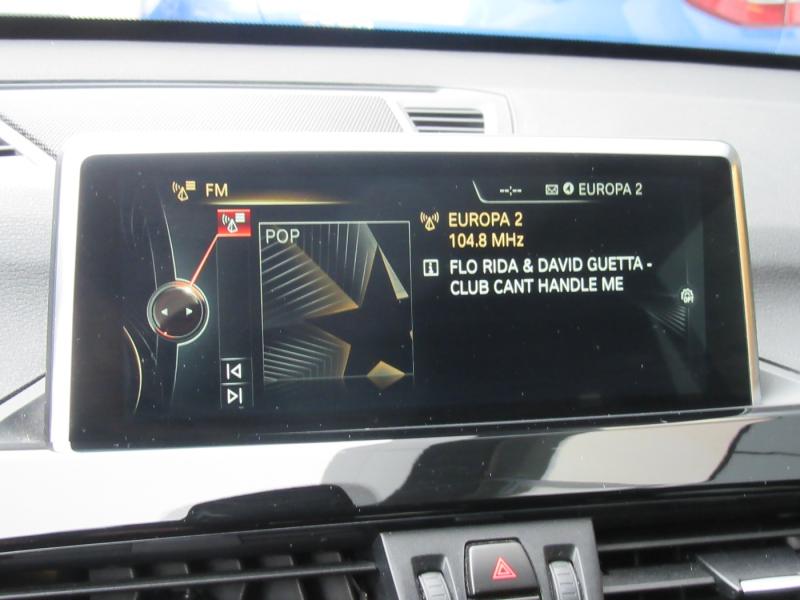 FM
--:--
EUROPA 2
POP
EUROPA 2
104.8 MHz
FLO RIDA & DAVID GUETTA -
CLUB CANT HANDLE ME